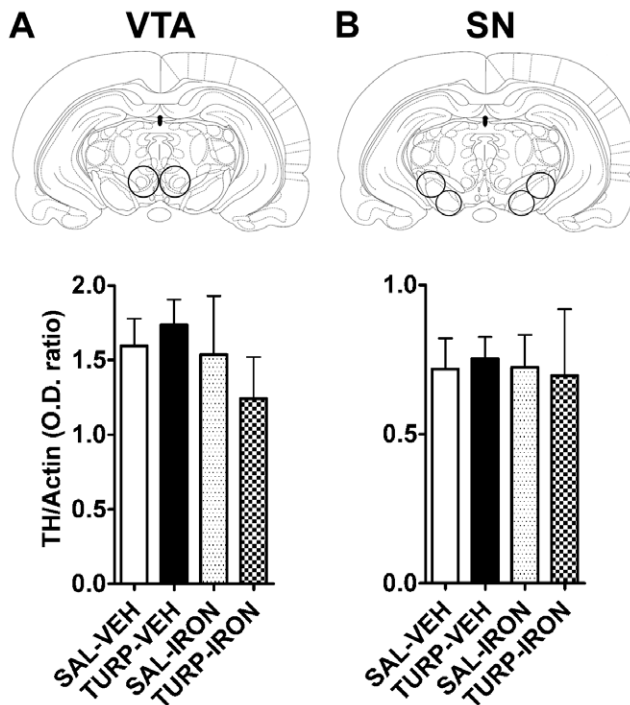 A VTA
B SN
TH/Actin (O.D. ratio)
2.0
1.5
1.0
0.5
0.0
SAL-VEH
TURP-VEH
SAL-IRON
TURP-IRON
1.0
0.5
0.0
SAL-VEH
TURP-VEH
SAL-IRON
TURP-IRON